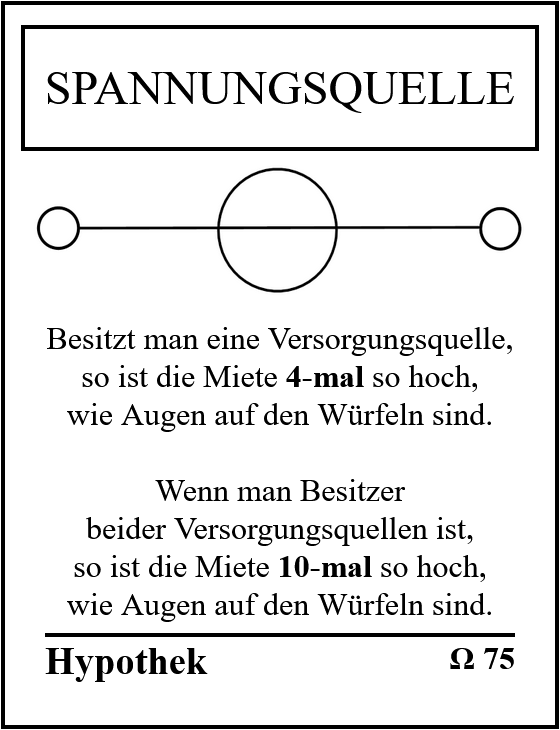 SPANNUNGSQUELLE
Besitzt man eine Versorgungsquelle,
so ist die Miete 4-mal so hoch,
wie Augen auf den Würfeln sind.
Wenn man Besitzer
beider Versorgungsquellen ist,
so ist die Miete 10-mal so hoch,
wie Augen auf den Würfeln sind.
Hypothek Ω 75